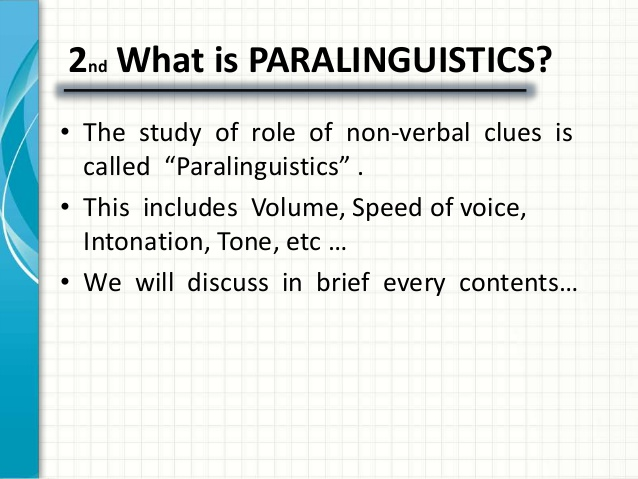 2nd What is PARALINGUISTICS?
• The study of role of non-verbal clues is
called “Paralinguistics” .
• This includes Volume, Speed of voice,
Intonation, Tone, etc …
• We will discuss in brief every contents…